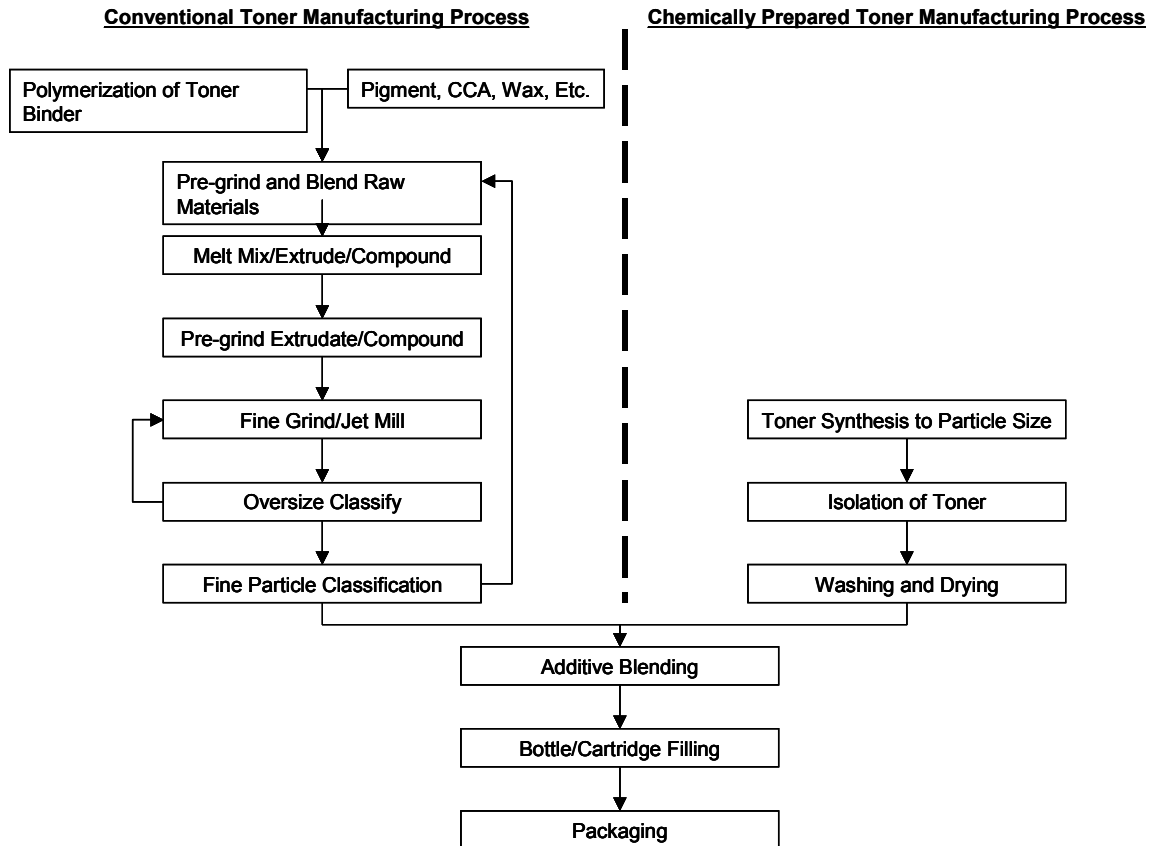 Conventional Toner Manufacturing Process
Chemically Prepared Toner Manufacturing Process
Polymerization of Toner
Binder
Pigment, CCA, Wax, Etc.
Pre-grind and Blend Raw
Materials
Melt Mix/Extrude/Compound
Pre-grind Extrudate/Compound
Fine Grind/Jet Mill
Oversize Classify
Fine Particle Classification
Toner Synthesis to Particle Size
Isolation of Toner
Washing and Drying
Additive Blending
Bottle/Cartridge Filling
Packaging